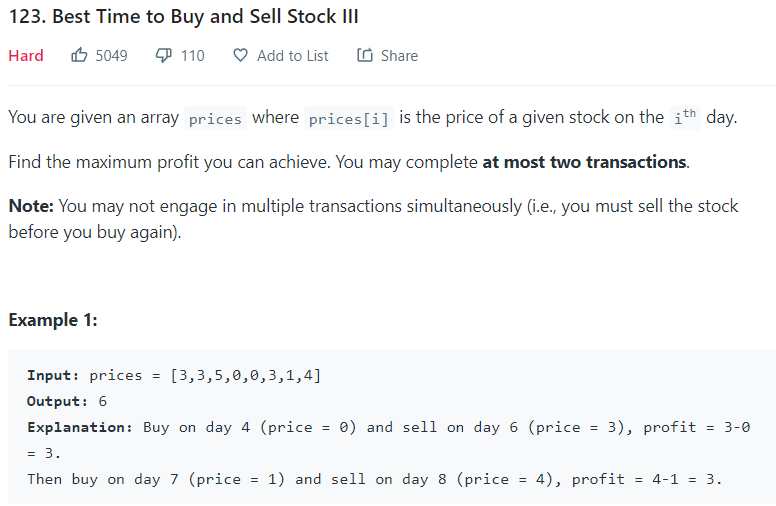 123. Best Time to Buy and Sell Stock III
Hard 5049 110 Add to List Share
You are given an array prices where prices[i] is the price of a given stock on the ith day.
Find the maximum profit you can achieve. You may complete at most two transactions.
Note: You may not engage in multiple transactions simultaneously (i.e., you must sell the stock
before you buy again).
Example 1:
Input: prices = [3,3,5,0,0,3,1,4]
Output: 6
Explanation: Buy on day 4 (price = 0) and sell on day 6 (price = 3), profit = 3-0
= 3.
Then buy on day 7 (price = 1) and sell on day 8 (price = 4), profit = 4-1 = 3.